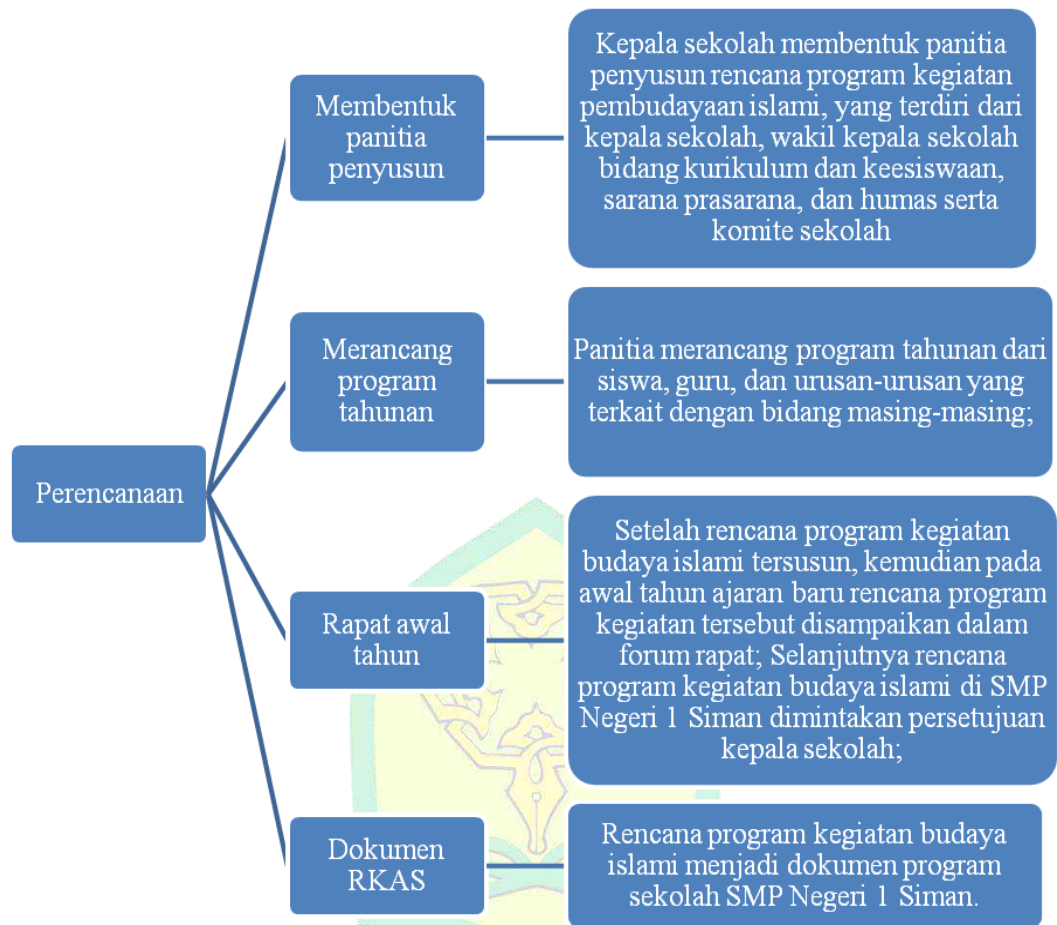 Perencanaan
Membentuk
panitia
penyusun
Kepala sekolah membentuk panitia
penyusun rencana program kegiatan
pembudayaan islami, yang terdiri dari
kepala sekolah, wakil kepala sekolah
bidang kurikulum dan keesiswaan,
sarana prasarana, dan humas serta
komite sekolah
Merancang
program
tahunan
Panitia merancang program tahunan dari
siswa, guru, dan urusan-urusan yang
terkait dengan bidang masing-masing;
Rapat awal
tahun
Setelah rencana program kegiatan
budaya islami tersusun, kemudian pada
awal tahun ajaran baru rencana program
kegiatan tersebut disampaikan dalam
forum rapat; Selanjutnya rencana
program kegiatan budaya islami di SMP
Negeri 1 Siman dimintakan persetujuan
kepala sekolah;
Dokumen
RKAS
Rencana program kegiatan budaya
islami menjadi dokumen program
sekolah SMP Negeri 1 Siman.